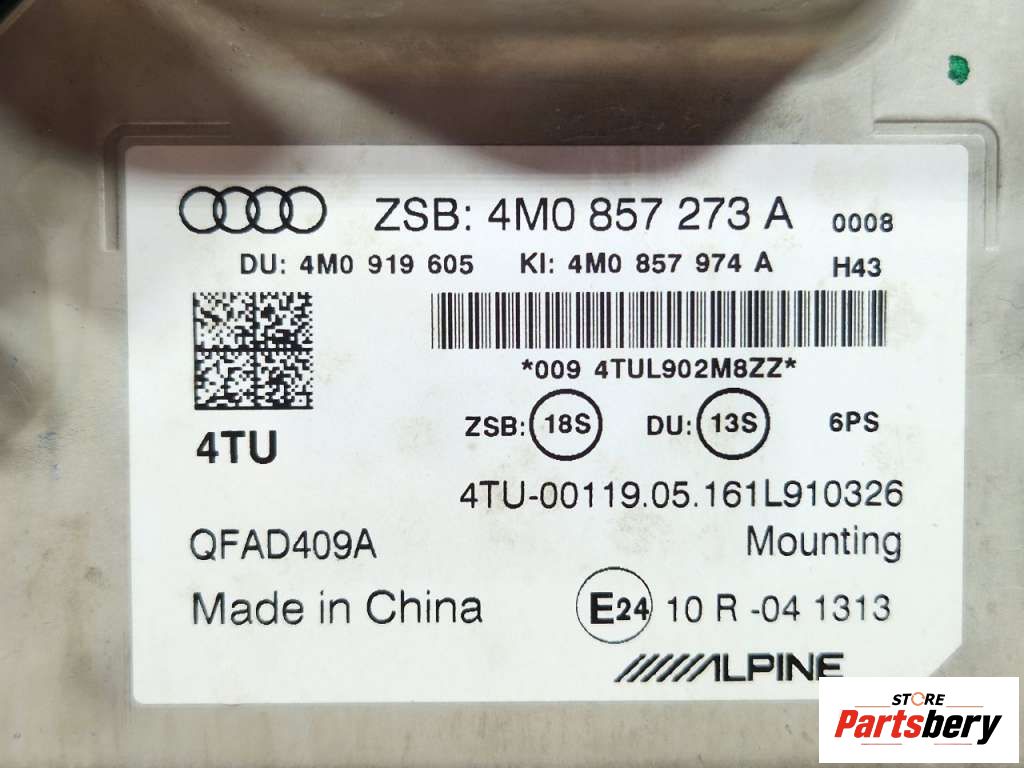 ZSB: 4M0 857 273 A 0008
DU: 4M0 919 605 KI: 4M0 857 974 A H43
*009 4TUL902M8ZZ*
ZSB: 18S DU: 13S 6PS
4TU
4TU-00119.05.161L910326
QFAD409A Mounting
Made in China E24 10 R -04 1313
ALPINE
STORE
Partsbery